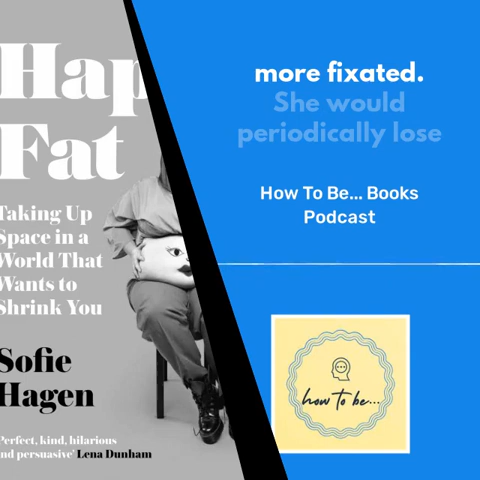 Hap
Fat
Taking Up
Space in a
World That
Wants to
Shrink You
Sofie
Hagen
Perfect, kind, hilarious
and persuasive' Lena Dunham
more fixated.
She would
periodically lose
How To Be... Books
Podcast
how to be...